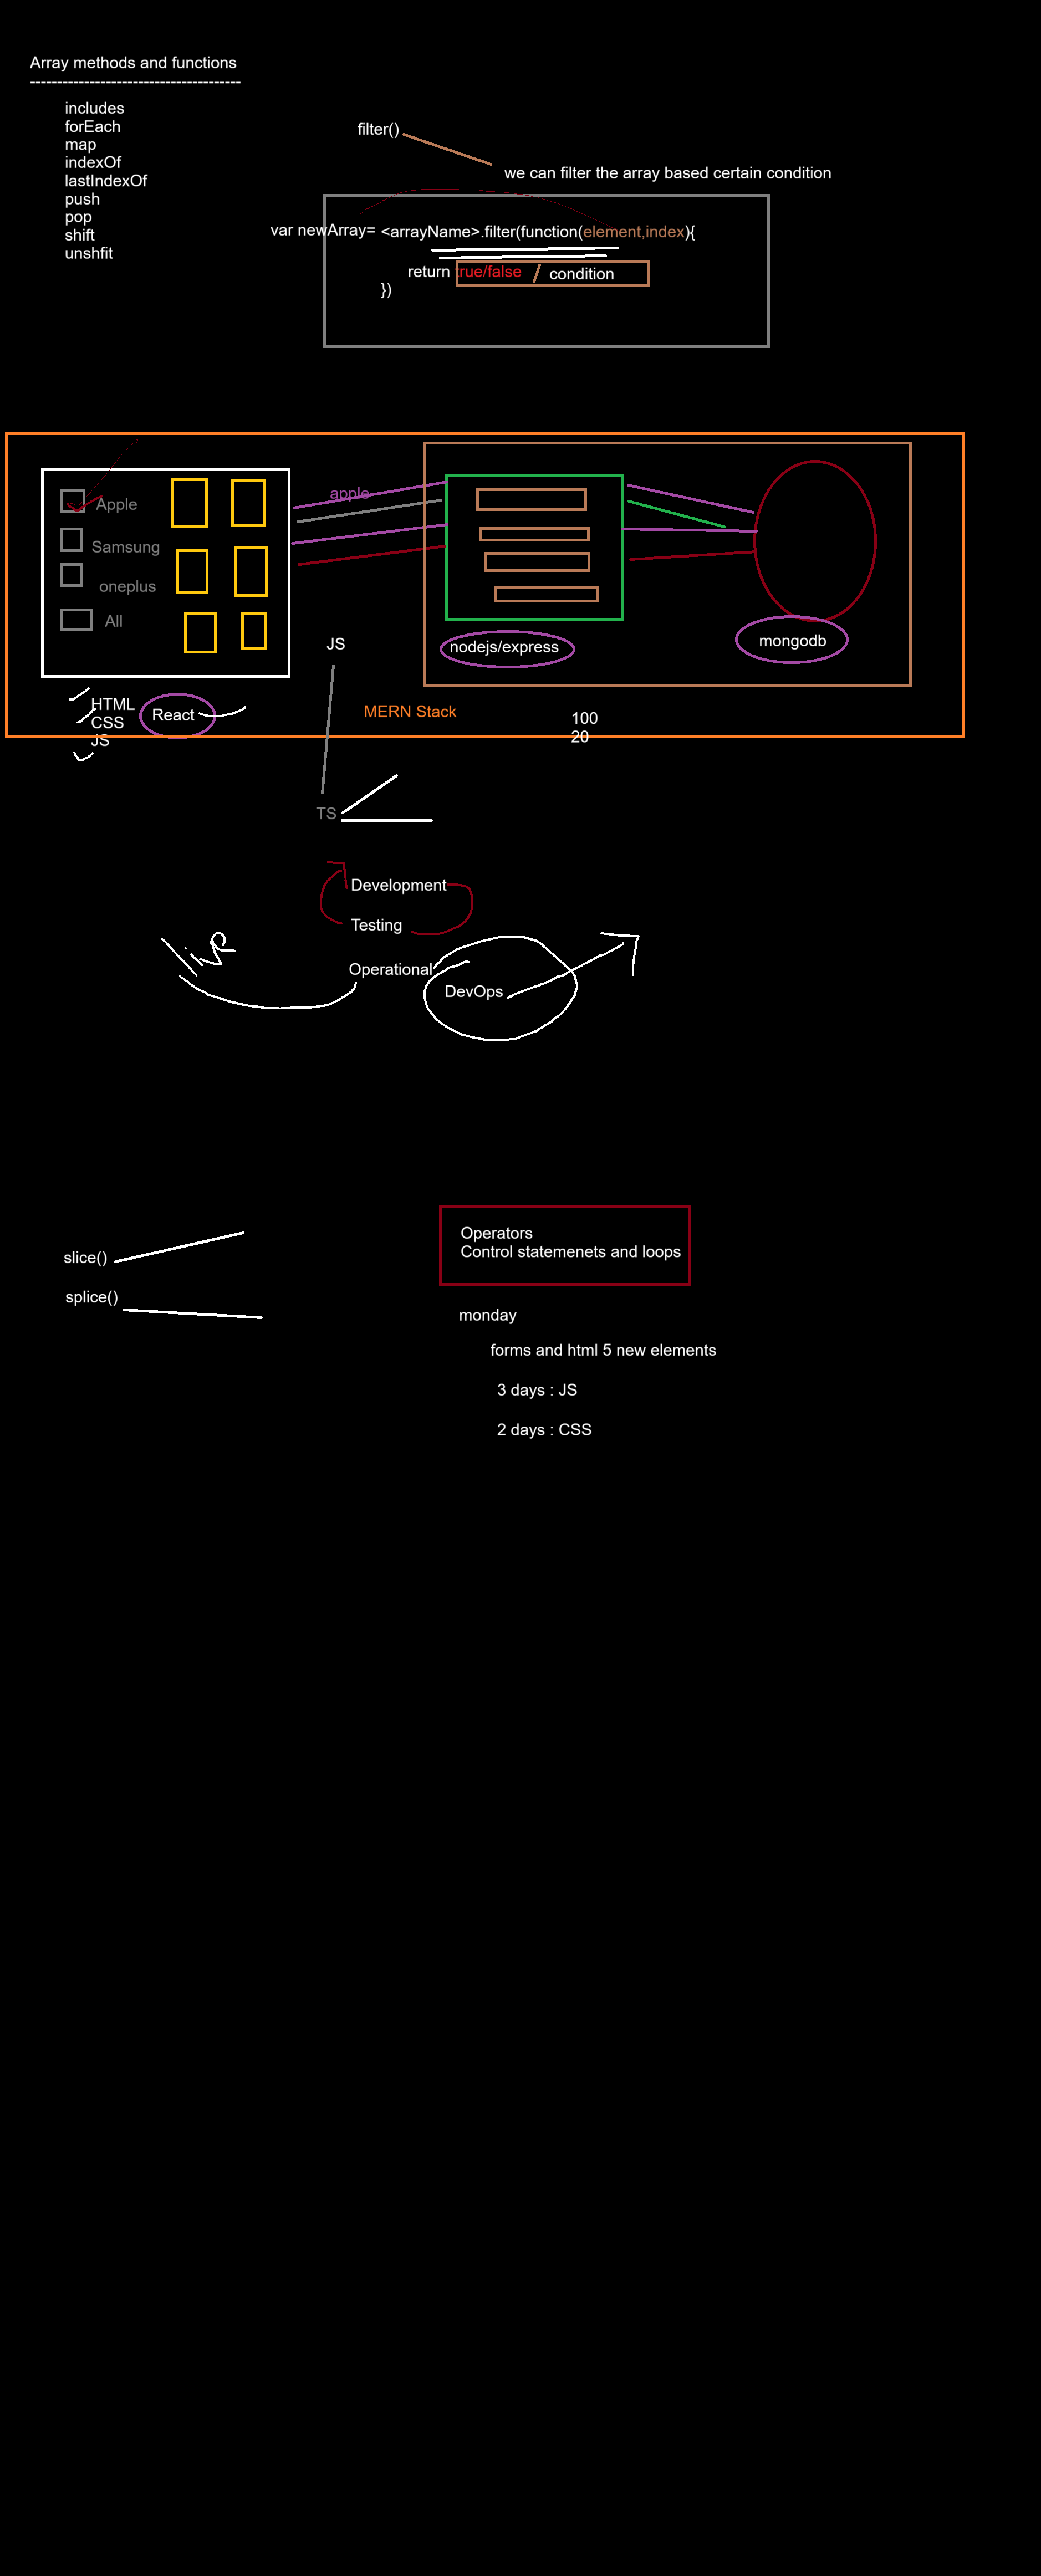 Array methods and functions
---------------------------------------
includes
forEach
map
indexOf
lastIndexOf
push
pop
shift
unshfit
filter()
we can filter the array based certain condition
var newArray= <arrayName>.filter(function(element,index){
return true/false / condition
})
Apple
Samsung
oneplus
All
apple
nodejs/express
mongodb
HTML
CSS
JS
React
JS
MERN Stack
100
20
TS
Development
Testing
Operational
live
DevOps
slice()
splice()
Operators
Control statemenets and loops
monday
forms and html 5 new elements
3 days : JS
2 days : CSS